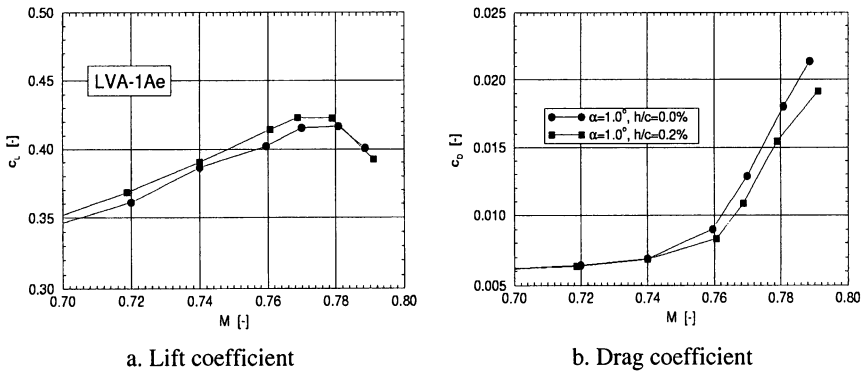 0.50
0.45
0.40
0.35
0.30
c_L [-]
LVA-1Ae
0.70 0.72 0.74 0.76 0.78 0.80
M [-]
a. Lift coefficient
0.025
0.020
0.015
0.010
0.005
c_D [-]
α=1.0°, h/c=0.0%
α=1.0°, h/c=0.2%
0.70 0.72 0.74 0.76 0.78 0.80
M [-]
b. Drag coefficient